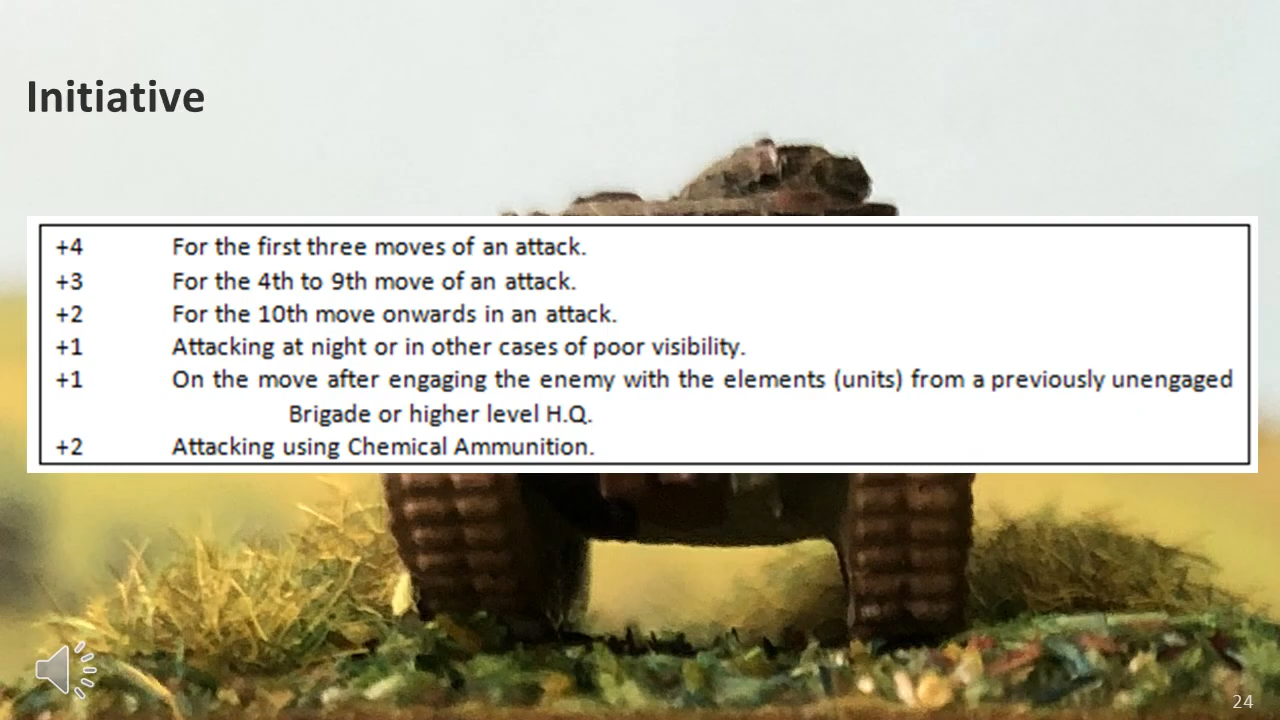 Initiative
+4 For the first three moves of an attack.
+3 For the 4th to 9th move of an attack.
+2 For the 10th move onwards in an attack.
+1 Attacking at night or in other cases of poor visibility.
+1 On the move after engaging the enemy with the elements (units) from a previously unengaged
Brigade or higher level H.Q.
+2 Attacking using Chemical Ammunition.
24